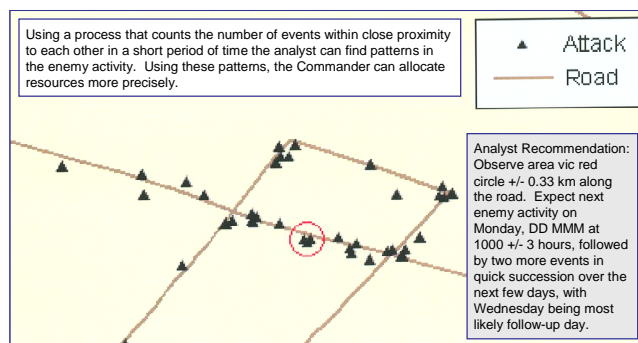 Using a process that counts the number of events within close proximity
to each other in a short period of time the analyst can find patterns in
the enemy activity.  Using these patterns, the Commander can allocate
resources more precisely.
Attack
Road
Analyst Recommendation:
Observe area vic red
circle +/- 0.33 km along
the road.  Expect next
enemy activity on
Monday, DD MMM at
1000 +/- 3 hours, followed
by two more events in
quick succession over the
next few days, with
Wednesday being most
likely follow-up day.